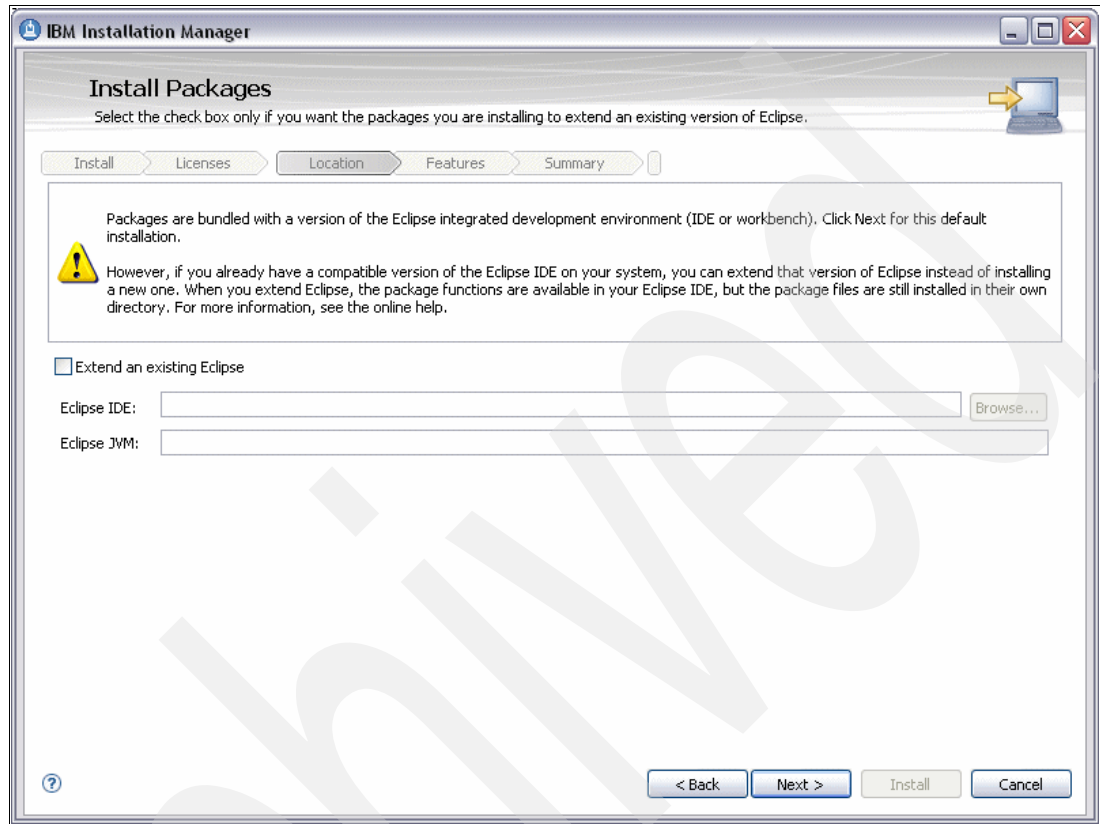 IBM Installation Manager
Install Packages
Select the check box only if you want the packages you are installing to extend an existing version of Eclipse.
Install Licenses Location Features Summary
Packages are bundled with a version of the Eclipse integrated development environment (IDE or workbench). Click Next for this default
installation.
However, if you already have a compatible version of the Eclipse IDE on your system, you can extend that version of Eclipse instead of installing
a new one. When you extend Eclipse, the package functions are available in your Eclipse IDE, but the package files are still installed in their own
directory. For more information, see the online help.
Extend an existing Eclipse
Eclipse IDE: Browse...
Eclipse JVM:
? < Back Next > Install Cancel
hived